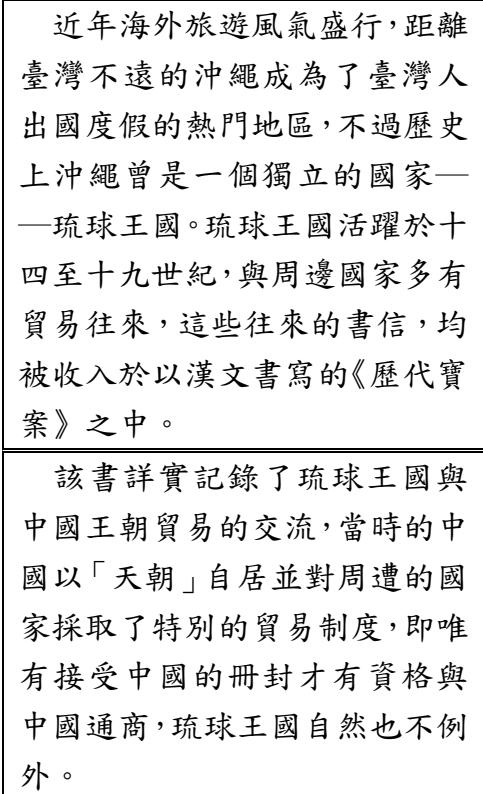 近年海外旅遊風氣盛行，距離
臺灣不遠的沖繩成為了臺灣人
出國度假的熱門地區，不過歷史
上沖繩曾是一個獨立的國家—
—琉球王國。琉球王國活躍於十
四至十九世紀，與周邊國家多有
貿易往來，這些往來的書信，均
被收入於以漢文書寫的《歷代寶
案》之中。
該書詳實記錄了琉球王國與
中國王朝貿易的交流，當時的中
國以「天朝」自居並對周遭的國
家採取了特別的貿易制度，即唯
有接受中國的冊封才有資格與
中國通商，琉球王國自然也不例
外。